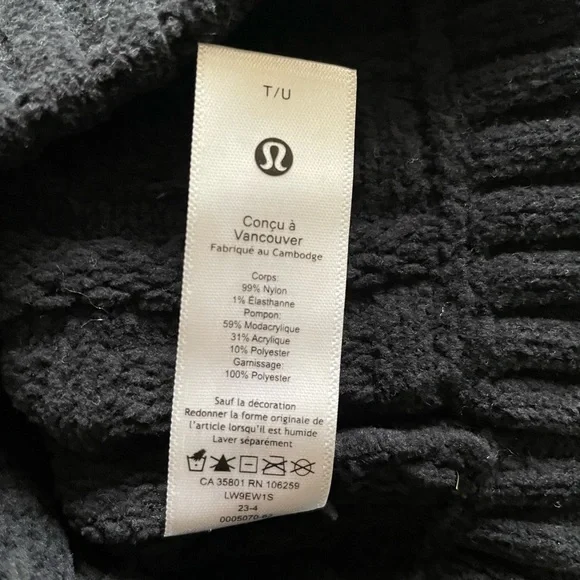 T/U
Conçu à
Vancouver
Fabriqué au Cambodge
Corps:
99% Nylon
1% Élasthanne
Pompon:
59% Modacrylique
31% Acrylique
10% Polyester
Garnissage:
100% Polyester
Sauf la décoration
Redonner la forme originale de
l'article lorsqu'il est humide
Laver séparément
CA 35801 RN 106259
LW9EW1S
23-4